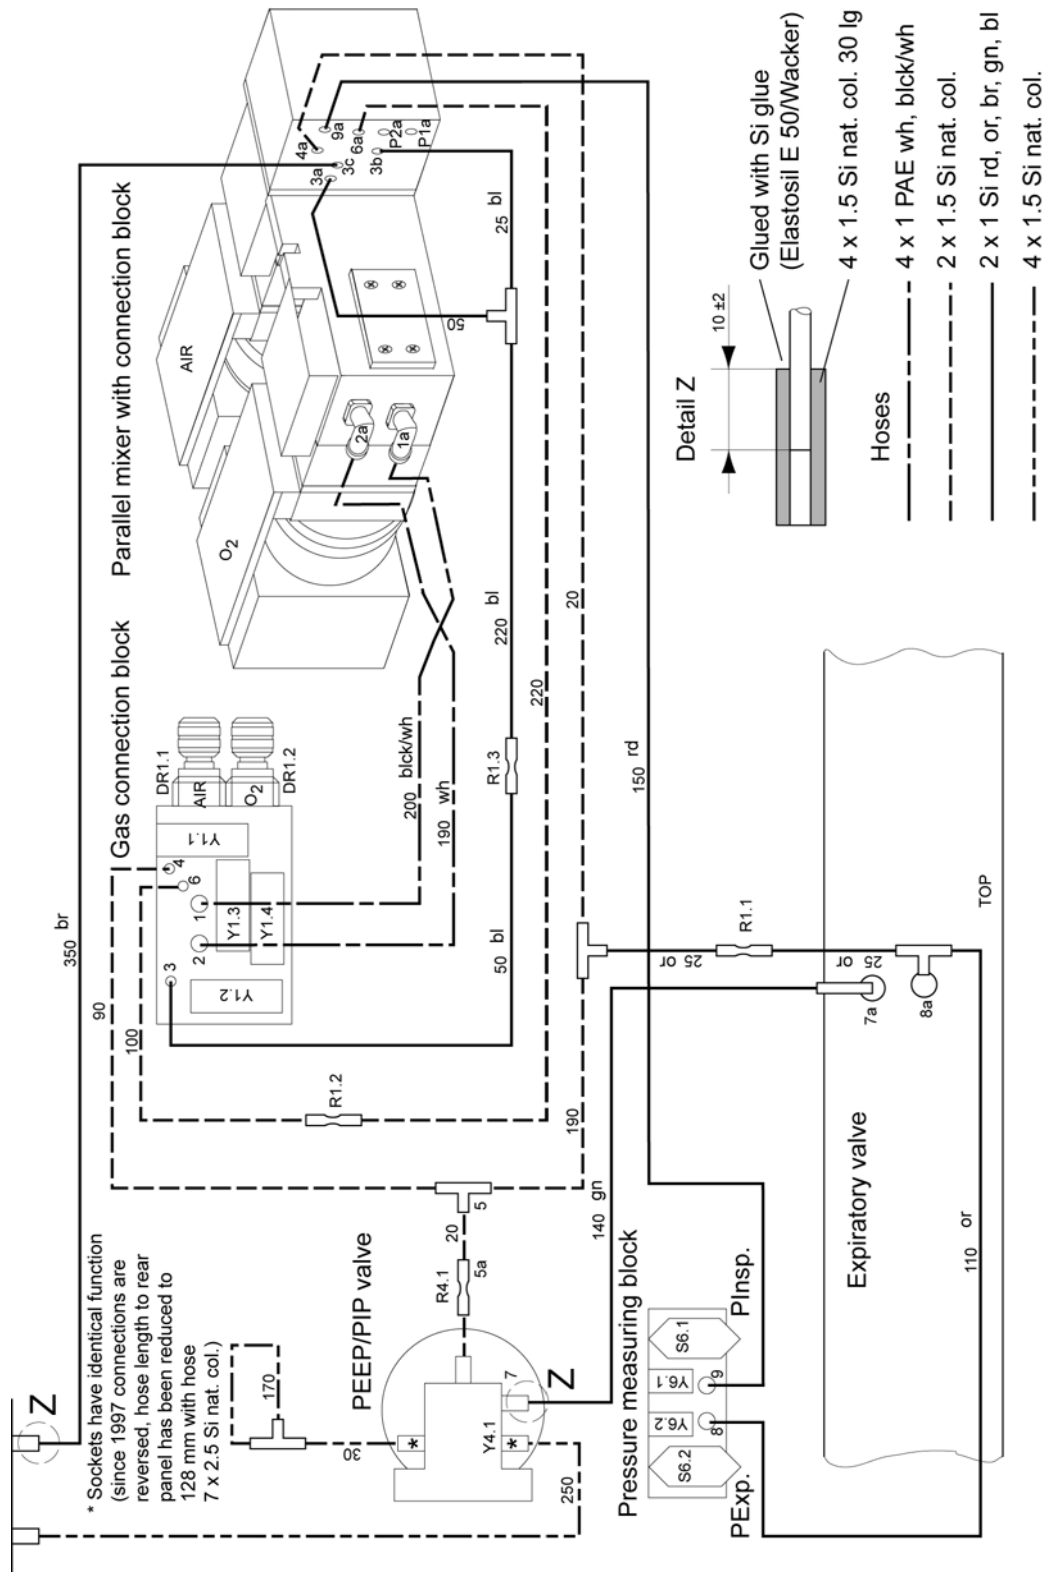 Parallel mixer with connection block
Gas connection block
AIR
O2
4a
9a
3a
3c
6a
3b
P2a
P1a
2a
1a
25 bl
50
220 bl
R1.3
50 bl
220
20
150 rd
350 br
200 blck/wh
190 wh
DR1.1
AIR
O2
DR1.2
Y1.1
4
6
1
2
3
Y1.3
Y1.4
Y1.2
90
100
R1.2
190
5
20
5a
R4.1
140 gn
25 or
R1.1
25 or
7a
8a
TOP
Expiratory valve
110 or
Z
* Sockets have identical function
(since 1997 connections are
reversed, hose length to rear
panel has been reduced to
128 mm with hose
7 x 2.5 Si nat. col.)
170
30
250
PEEP/PIP valve
*
Y4.1
*
7
Z
Pressure measuring block
PInsp.
S6.1
Y6.1
9
Y6.2
8
S6.2
PExp.
Detail Z
10 ±2
Glued with Si glue
(Elastosil E 50/Wacker)
4 x 1.5 Si nat. col. 30 lg
Hoses
4 x 1 PAE wh, blck/wh
2 x 1.5 Si nat. col.
2 x 1 Si rd, or, br, gn, bl
4 x 1.5 Si nat. col.